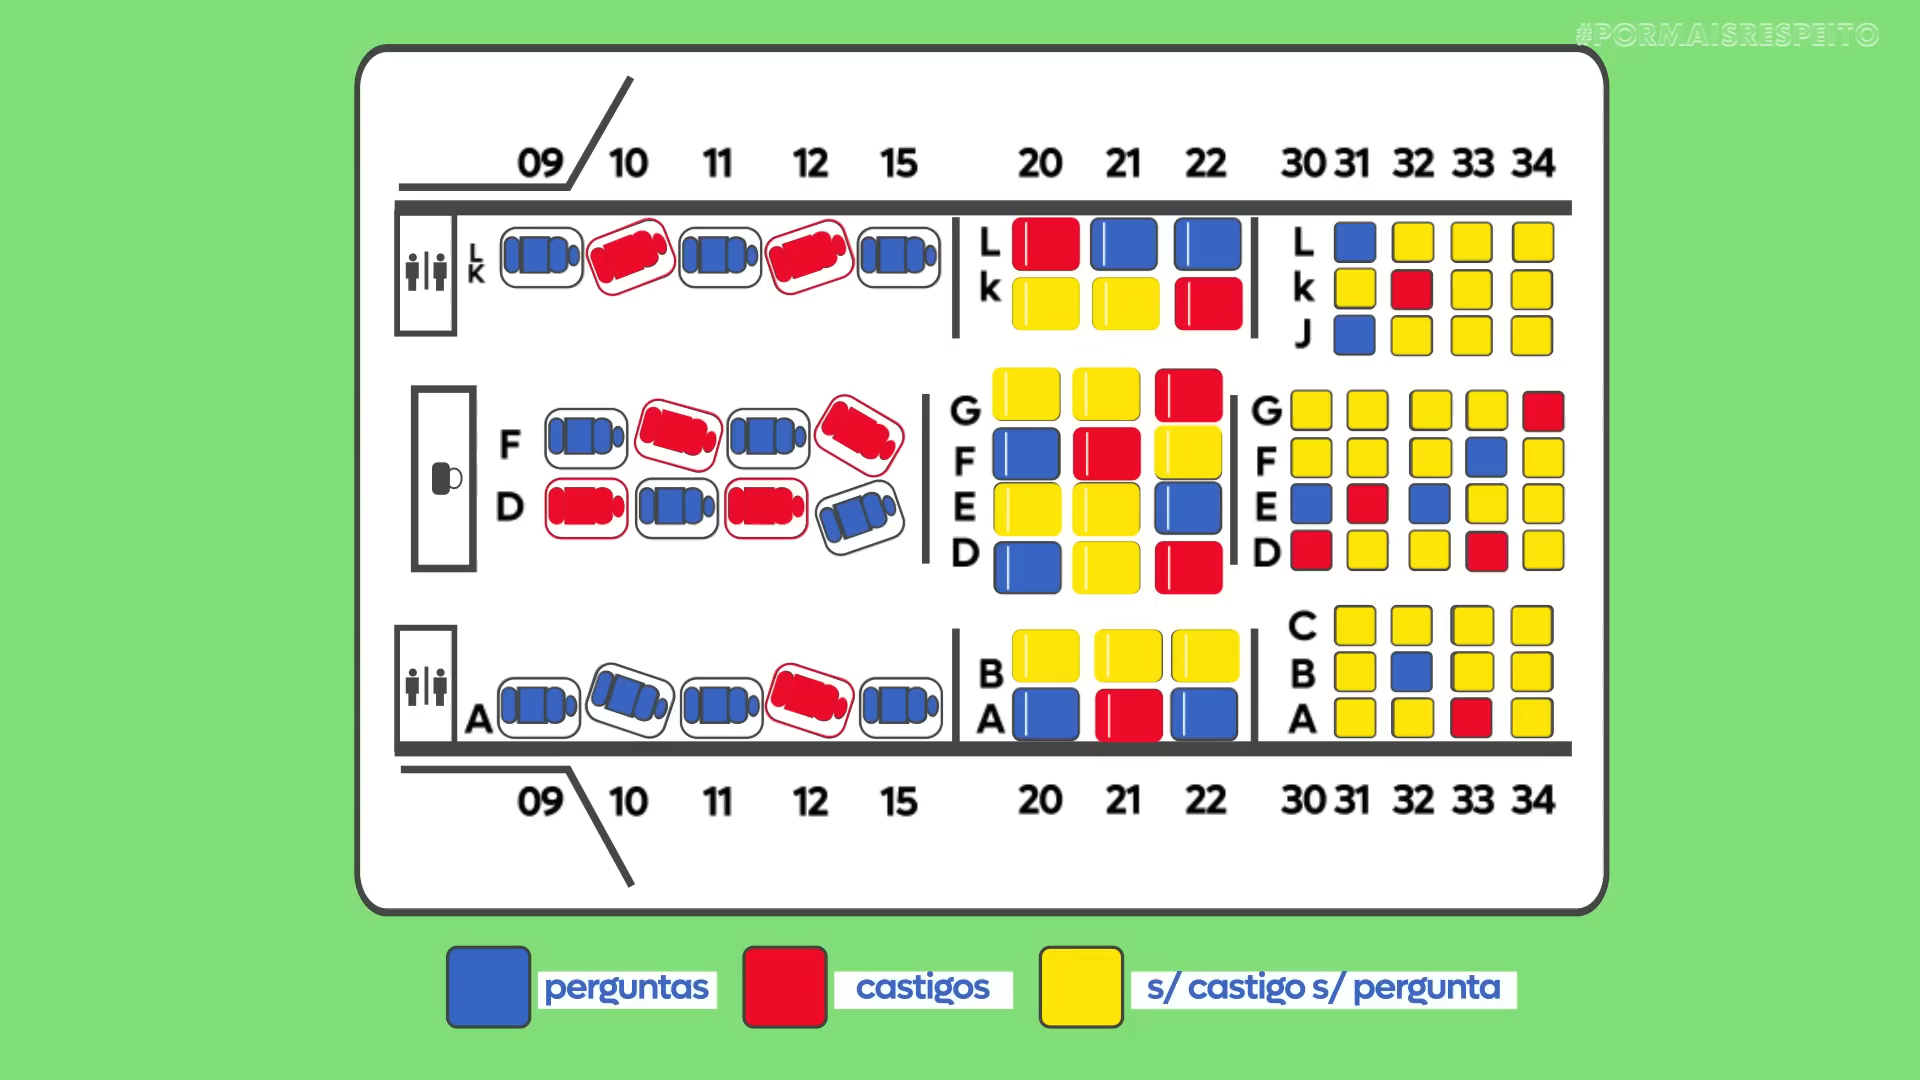 #PORMAISRESPEITO
09 10 11 12 15 20 21 22 30 31 32 33 34
L
K
L
k
L
k
J
F
D
G
F
E
D
G
F
E
D
A
B
A
C
B
A
09 10 11 12 15 20 21 22 30 31 32 33 34
perguntas castigos s/ castigo s/ pergunta